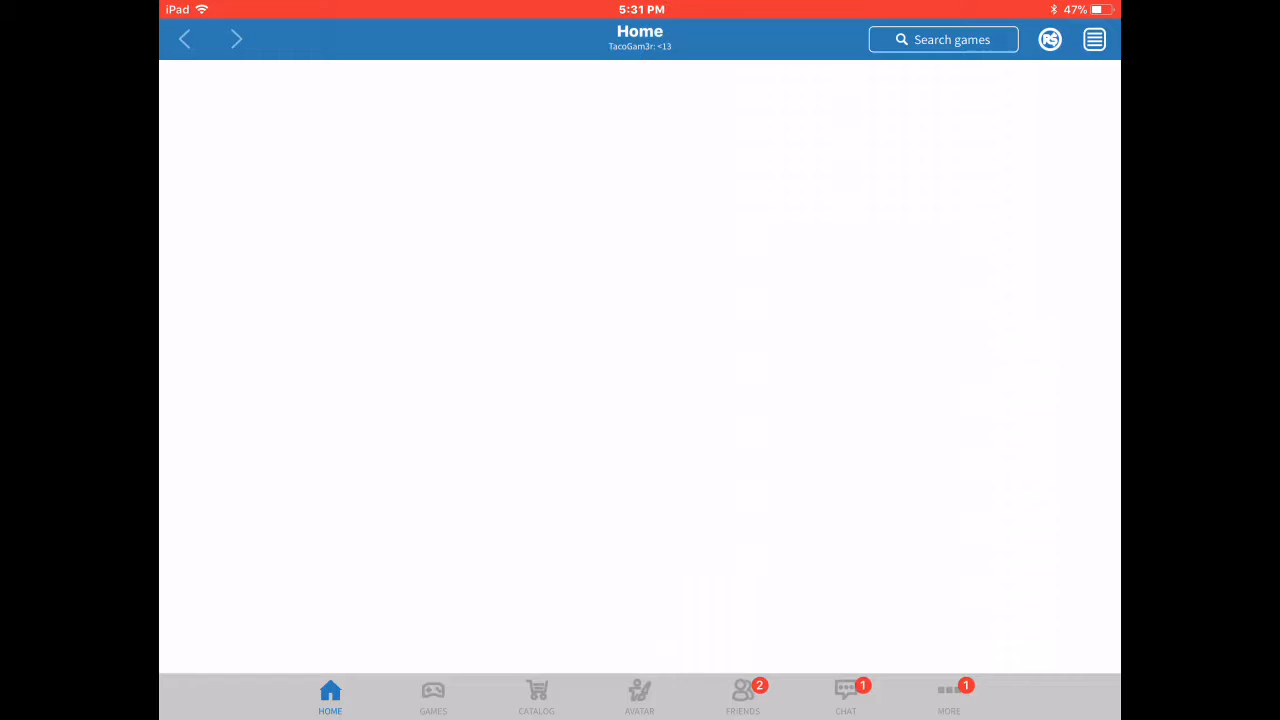 iPad 5:31 PM 47%
Home
TacoGam3r: <13
Search games
R$
2 1 1
HOME GAMES CATALOG AVATAR FRIENDS CHAT MORE